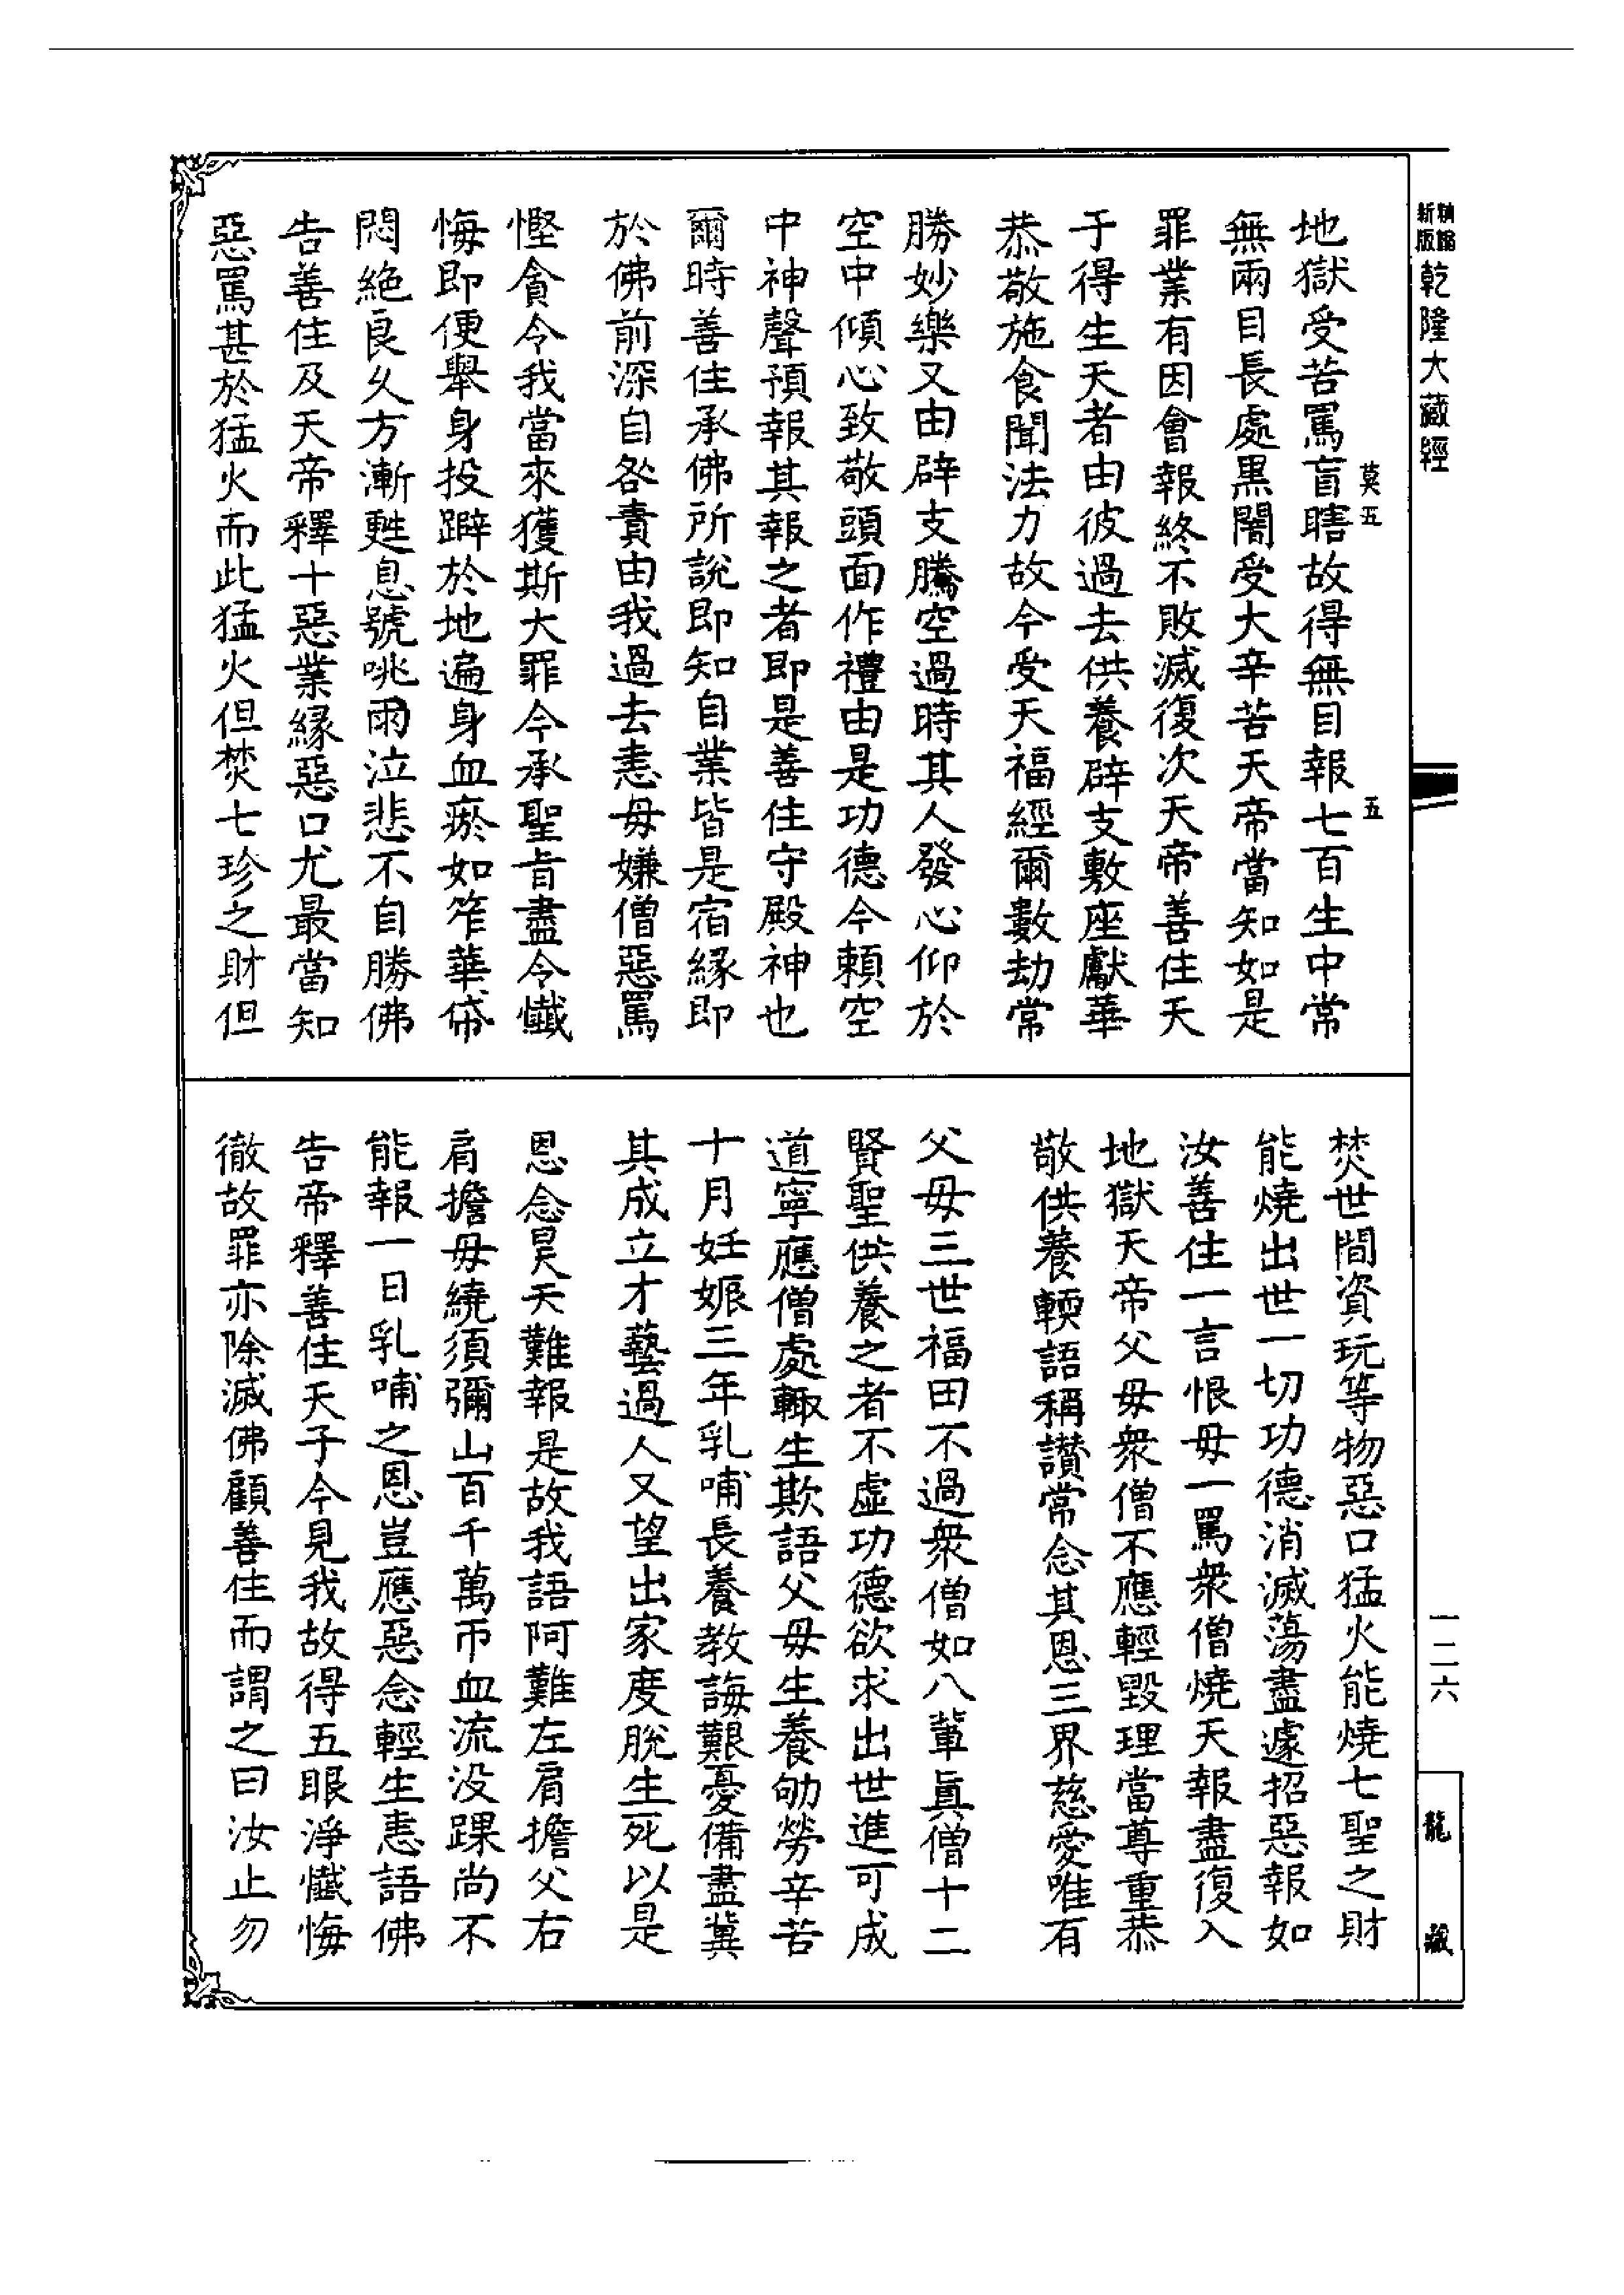 新版
精縮
乾隆大藏經
莫五
五
地獄受苦罵盲瞎故得無目報七百生中常
無兩目長處黑闇受大辛苦天帝當知如是
罪業有因會報終不敗滅復次天帝善住天
子得生天者由彼過去供養辟支敷座獻華
恭敬施食聞法力故今受天福經爾數劫常
勝妙樂又由辟支騰空過時其人發心仰於
空中傾心致敬頭面作禮由是功德今賴空
中神聲預報其報之者即是善住守殿神也
爾時善住承佛所說即知自業皆是宿緣即
於佛前深自咎責由我過去恚母嫌僧惡罵
慳貪今我當來獲斯大罪今承聖旨盡令懺
悔即便舉身投躃於地遍身血瘀如笮華
悶絕良久方漸甦息號咷雨泣悲不自勝佛
告善住及天帝釋十惡業緣惡口尤最當知
惡罵甚於猛火而此猛火但焚七珍之財但
焚世間資玩等物惡口猛火能燒七聖之財
能燒出世一切功德消滅蕩盡遽招惡報如
汝善住一言恨母一罵衆僧燒天報盡復入
地獄天帝父母衆僧不應輕毀理當尊重恭
敬供養輭語稱讚常念其恩三界慈愛唯有
父母三世福田不過衆僧如八輩眞僧十二
賢聖供養之者不虛功德欲求出世進可成
道寧應僧處輙生欺語父母生養劬勞辛苦
十月妊娠三年乳哺長養教誨艱憂備盡冀
其成立才藝過人又望出家度脫生死以是
恩念昊天難報是故我語阿難左肩擔父右
肩擔母繞須彌山百千萬帀血流没踝尚不
能報一日乳哺之恩豈應惡念輕生恚語佛
告帝釋善住天子今見我故得五眼淨懺悔
徹故罪亦除滅佛顧善住而謂之曰汝止勿
一二六
龍藏